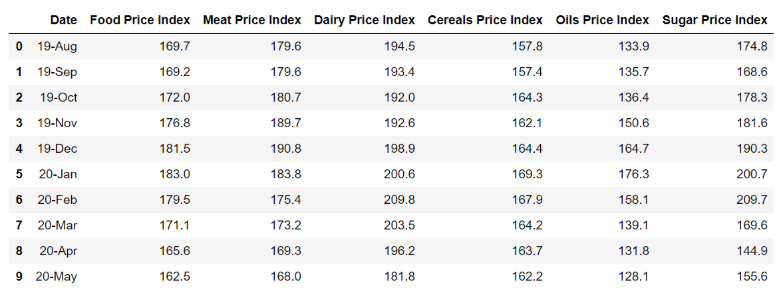 Date Food Price Index Meat Price Index Dairy Price Index Cereals Price Index Oils Price Index Sugar Price Index
0 19-Aug 169.7 179.6 194.5 157.8 133.9 174.8
1 19-Sep 169.2 179.6 193.4 157.4 135.7 168.6
2 19-Oct 172.0 180.7 192.0 164.3 136.4 178.3
3 19-Nov 176.8 189.7 192.6 162.1 150.6 181.6
4 19-Dec 181.5 190.8 198.9 164.4 164.7 190.3
5 20-Jan 183.0 183.8 200.6 169.3 176.3 200.7
6 20-Feb 179.5 175.4 209.8 167.9 158.1 209.7
7 20-Mar 171.1 173.2 203.5 164.2 139.1 169.6
8 20-Apr 165.6 169.3 196.2 163.7 131.8 144.9
9 20-May 162.5 168.0 181.8 162.2 128.1 155.6